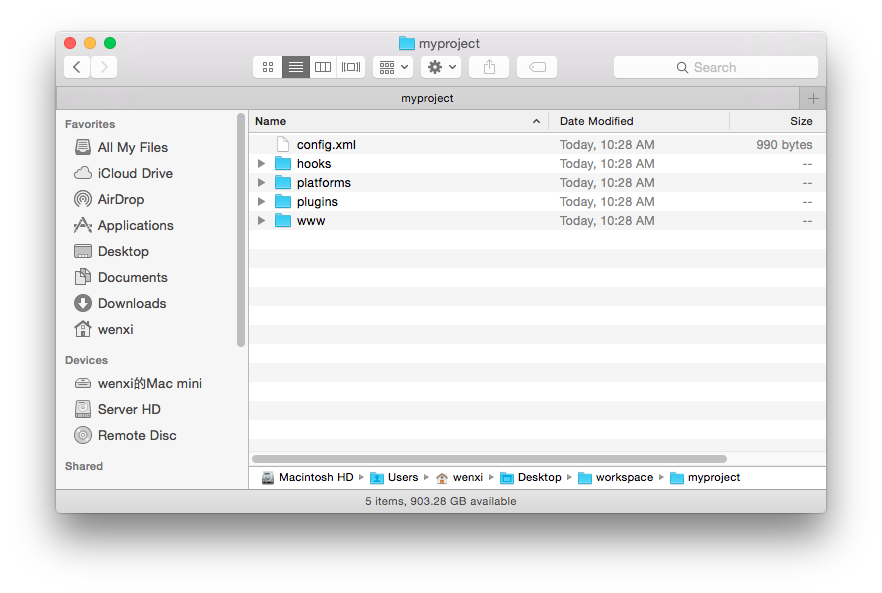 myproject
Search
myproject
Favorites
All My Files
iCloud Drive
AirDrop
Applications
Desktop
Documents
Downloads
wenxi
Devices
wenxi的Mac mini
Server HD
Remote Disc
Shared
Name Date Modified Size
config.xml Today, 10:28 AM 990 bytes
hooks Today, 10:28 AM --
platforms Today, 10:28 AM --
plugins Today, 10:28 AM --
www Today, 10:28 AM --
Macintosh HD Users wenxi Desktop workspace myproject
5 items, 903.28 GB available